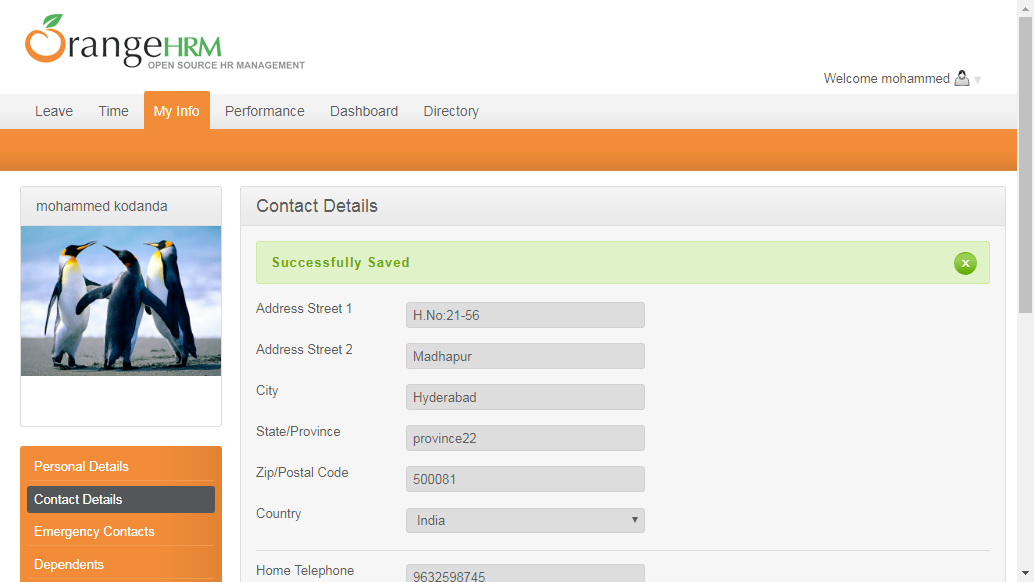 OrangeHRM
OPEN SOURCE HR MANAGEMENT
Welcome mohammed
Leave Time My Info Performance Dashboard Directory
mohammed kodanda
Personal Details
Contact Details
Emergency Contacts
Dependents
Contact Details
Successfully Saved
Address Street 1 H.No:21-56
Address Street 2 Madhapur
City Hyderabad
State/Province province22
Zip/Postal Code 500081
Country India
Home Telephone 9632598745